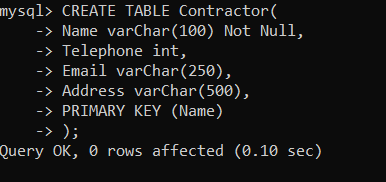 mysql> CREATE TABLE Contractor(
-> Name varChar(100) Not Null,
-> Telephone int,
-> Email varChar(250),
-> Address varChar(500),
-> PRIMARY KEY (Name)
-> );
Query OK, 0 rows affected (0.10 sec)